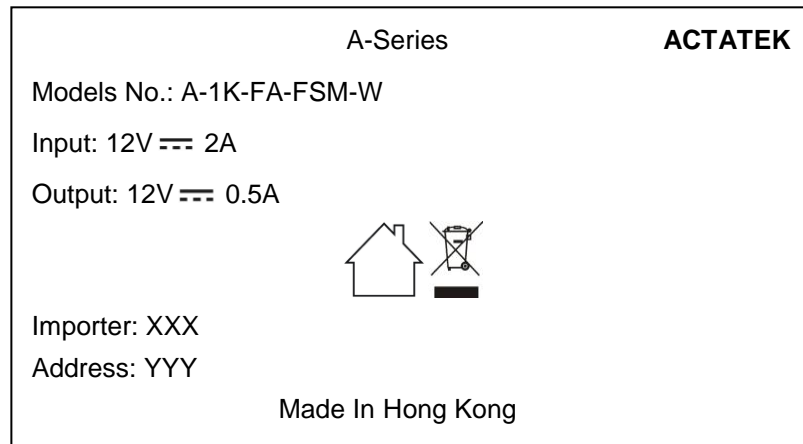 A-Series ACTATEK
Models No.: A-1K-FA-FSM-W
Input: 12V ⎓ 2A
Output: 12V ⎓ 0.5A
Importer: XXX
Address: YYY
Made In Hong Kong